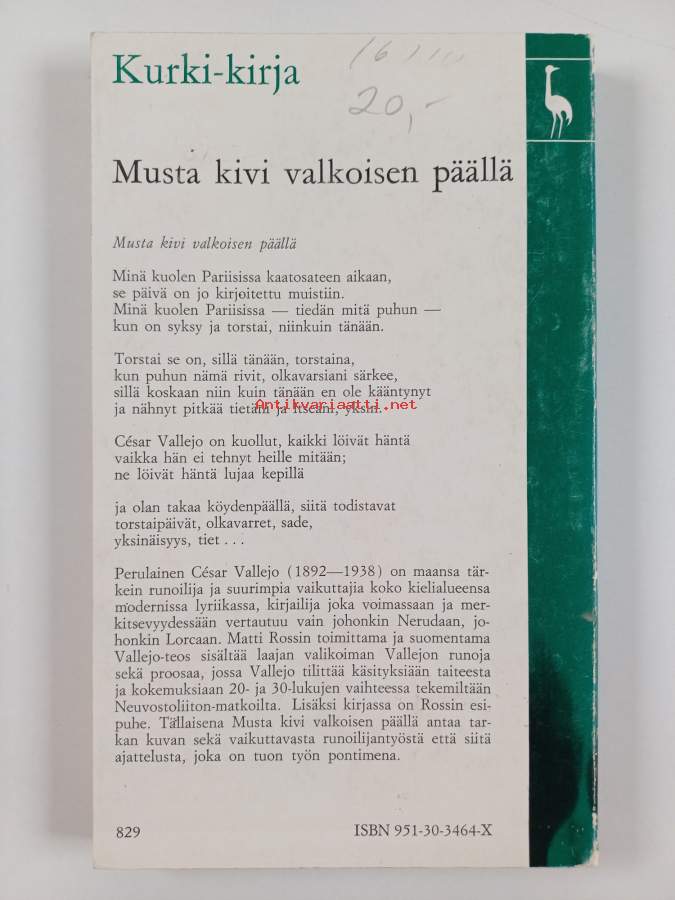 Kurki-kirja
20,-
Musta kivi valkoisen päällä
Musta kivi valkoisen päällä
Minä kuolen Pariisissa kaatosateen aikaan,
se päivä on jo kirjoitettu muistiin.
Minä kuolen Pariisissa — tiedän mitä puhun —
kun on syksy ja torstai, niinkuin tänään.
Torstai se on, sillä tänään, torstaina,
kun puhun nämä rivit, olkavarsiani särkee,
sillä koskaan niin kuin tänään en ole kääntynyt
ja nähnyt pitkää tietäni ja itseäni, yksin.
Antikvariaatti.net
César Vallejo on kuollut, kaikki löivät häntä
vaikka hän ei tehnyt heille mitään;
ne löivät häntä lujaa kepillä
ja olan takaa köydenpäällä, siitä todistavat
torstaipäivät, olkavarret, sade,
yksinäisyys, tiet . . .
Perulainen César Vallejo (1892—1938) on maansa tär-
kein runoilija ja suurimpia vaikuttajia koko kielialueensa
modernissa lyriikassa, kirjailija joka voimassaan ja mer-
kitsevyydessään vertautuu vain johonkin Nerudaan, jo-
honkin Lorcaan. Matti Rossin toimittama ja suomentama
Vallejo-teos sisältää laajan valikoiman Vallejon runoja
sekä proosaa, jossa Vallejo tilittää käsityksiään taiteesta
ja kokemuksiaan 20- ja 30-lukujen vaihteessa tekemiltään
Neuvostoliiton-matkoilta. Lisäksi kirjassa on Rossin esi-
puhe. Tällaisena Musta kivi valkoisen päällä antaa tar-
kan kuvan sekä vaikuttavasta runoilijantyöstä että siitä
ajattelusta, joka on tuon työn pontimena.
829
ISBN 951-30-3464-X